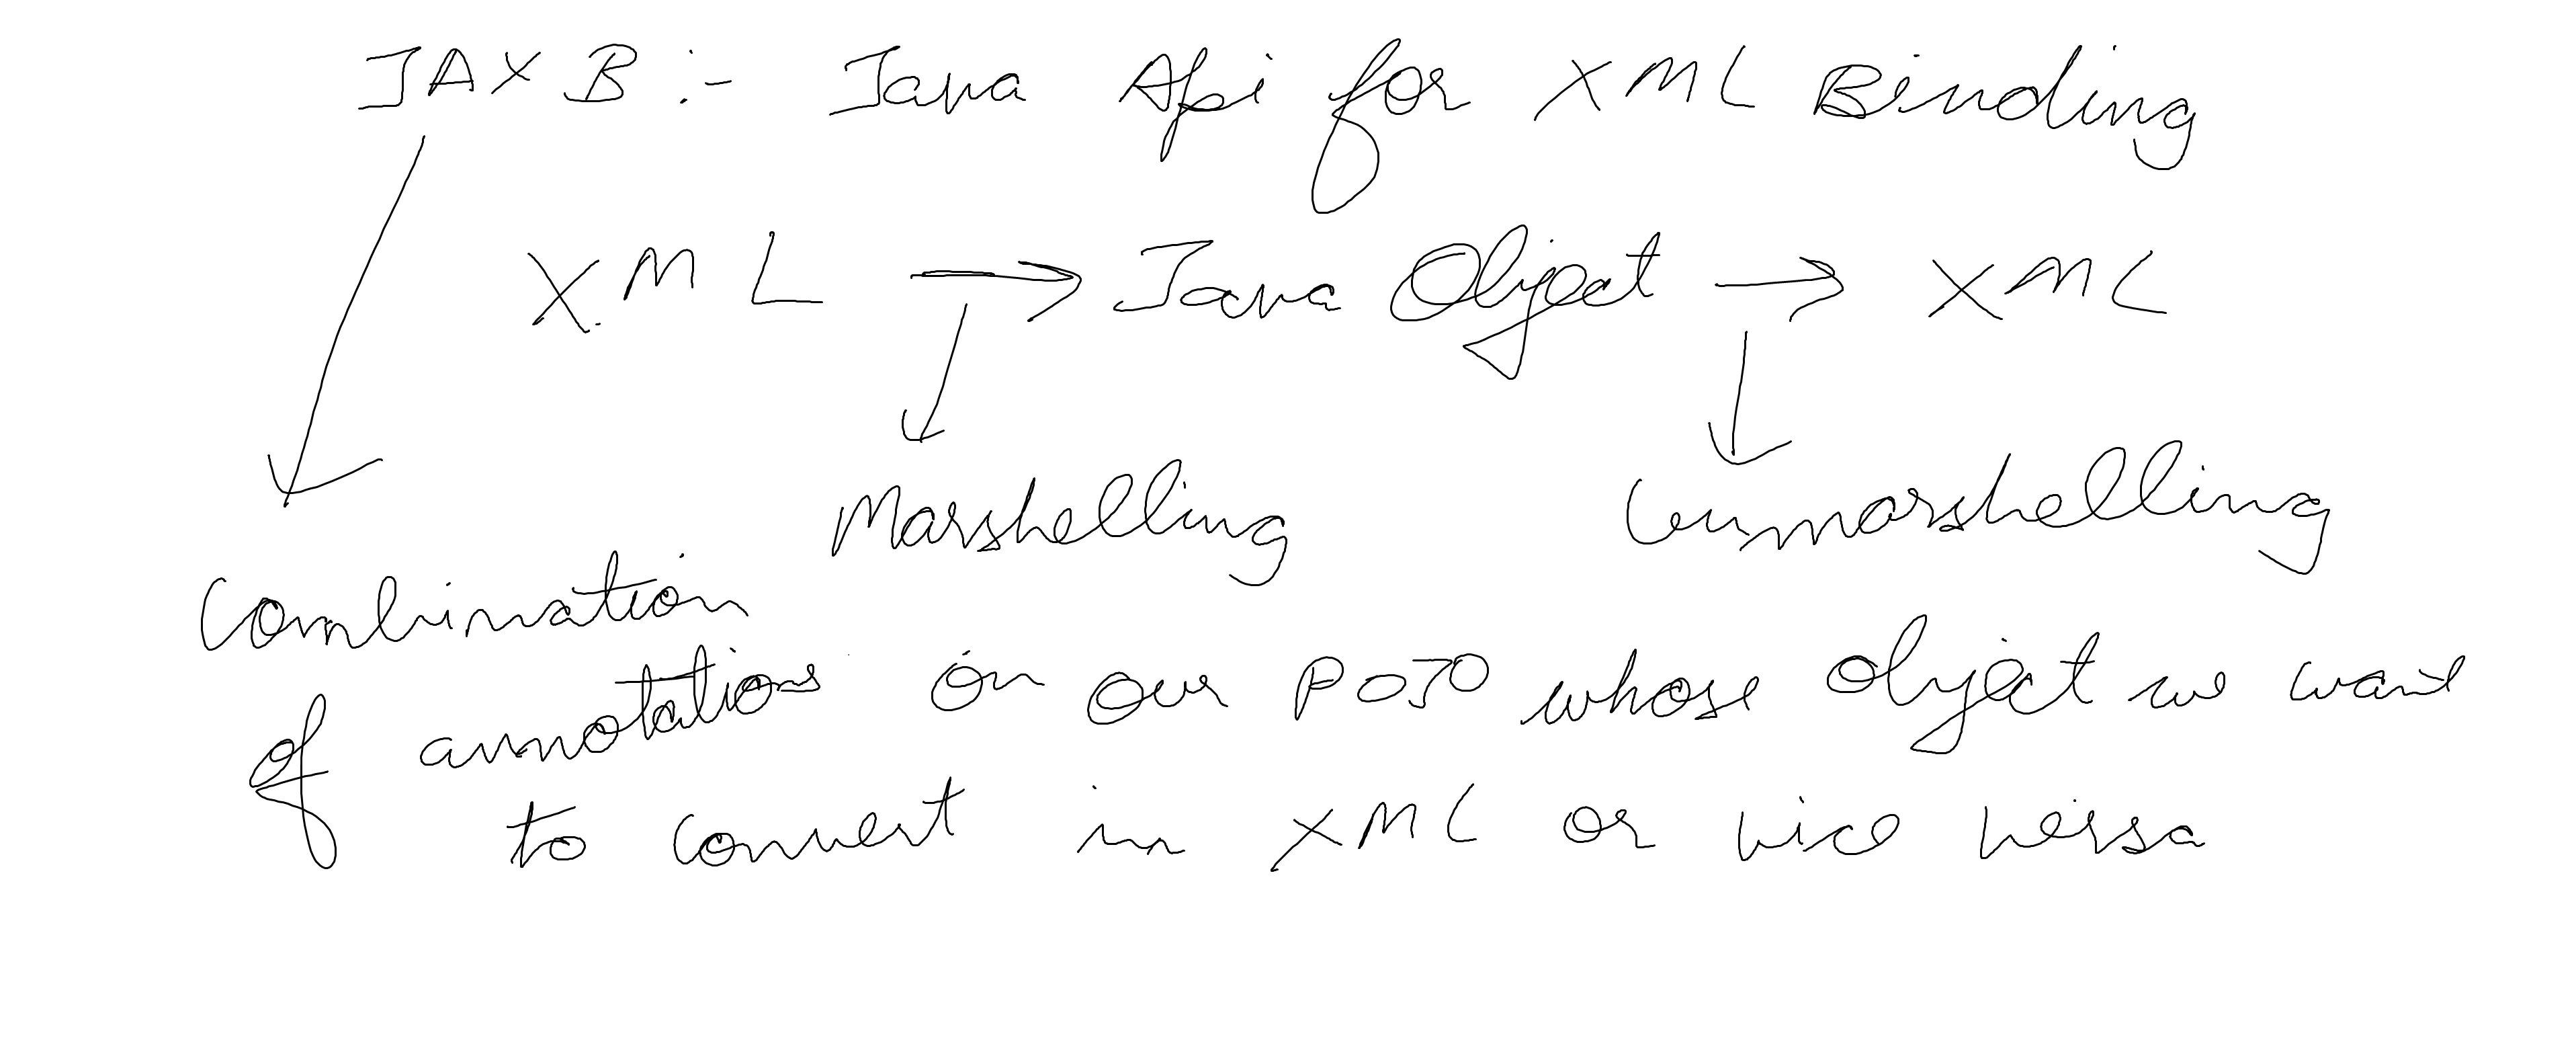 JAXB :- Java Api for XML Binding
XML → Java Object → XML
Marshelling Unmarshelling
Combination
of annotations on our POJO whose object we want
to convert in XML or vice versa